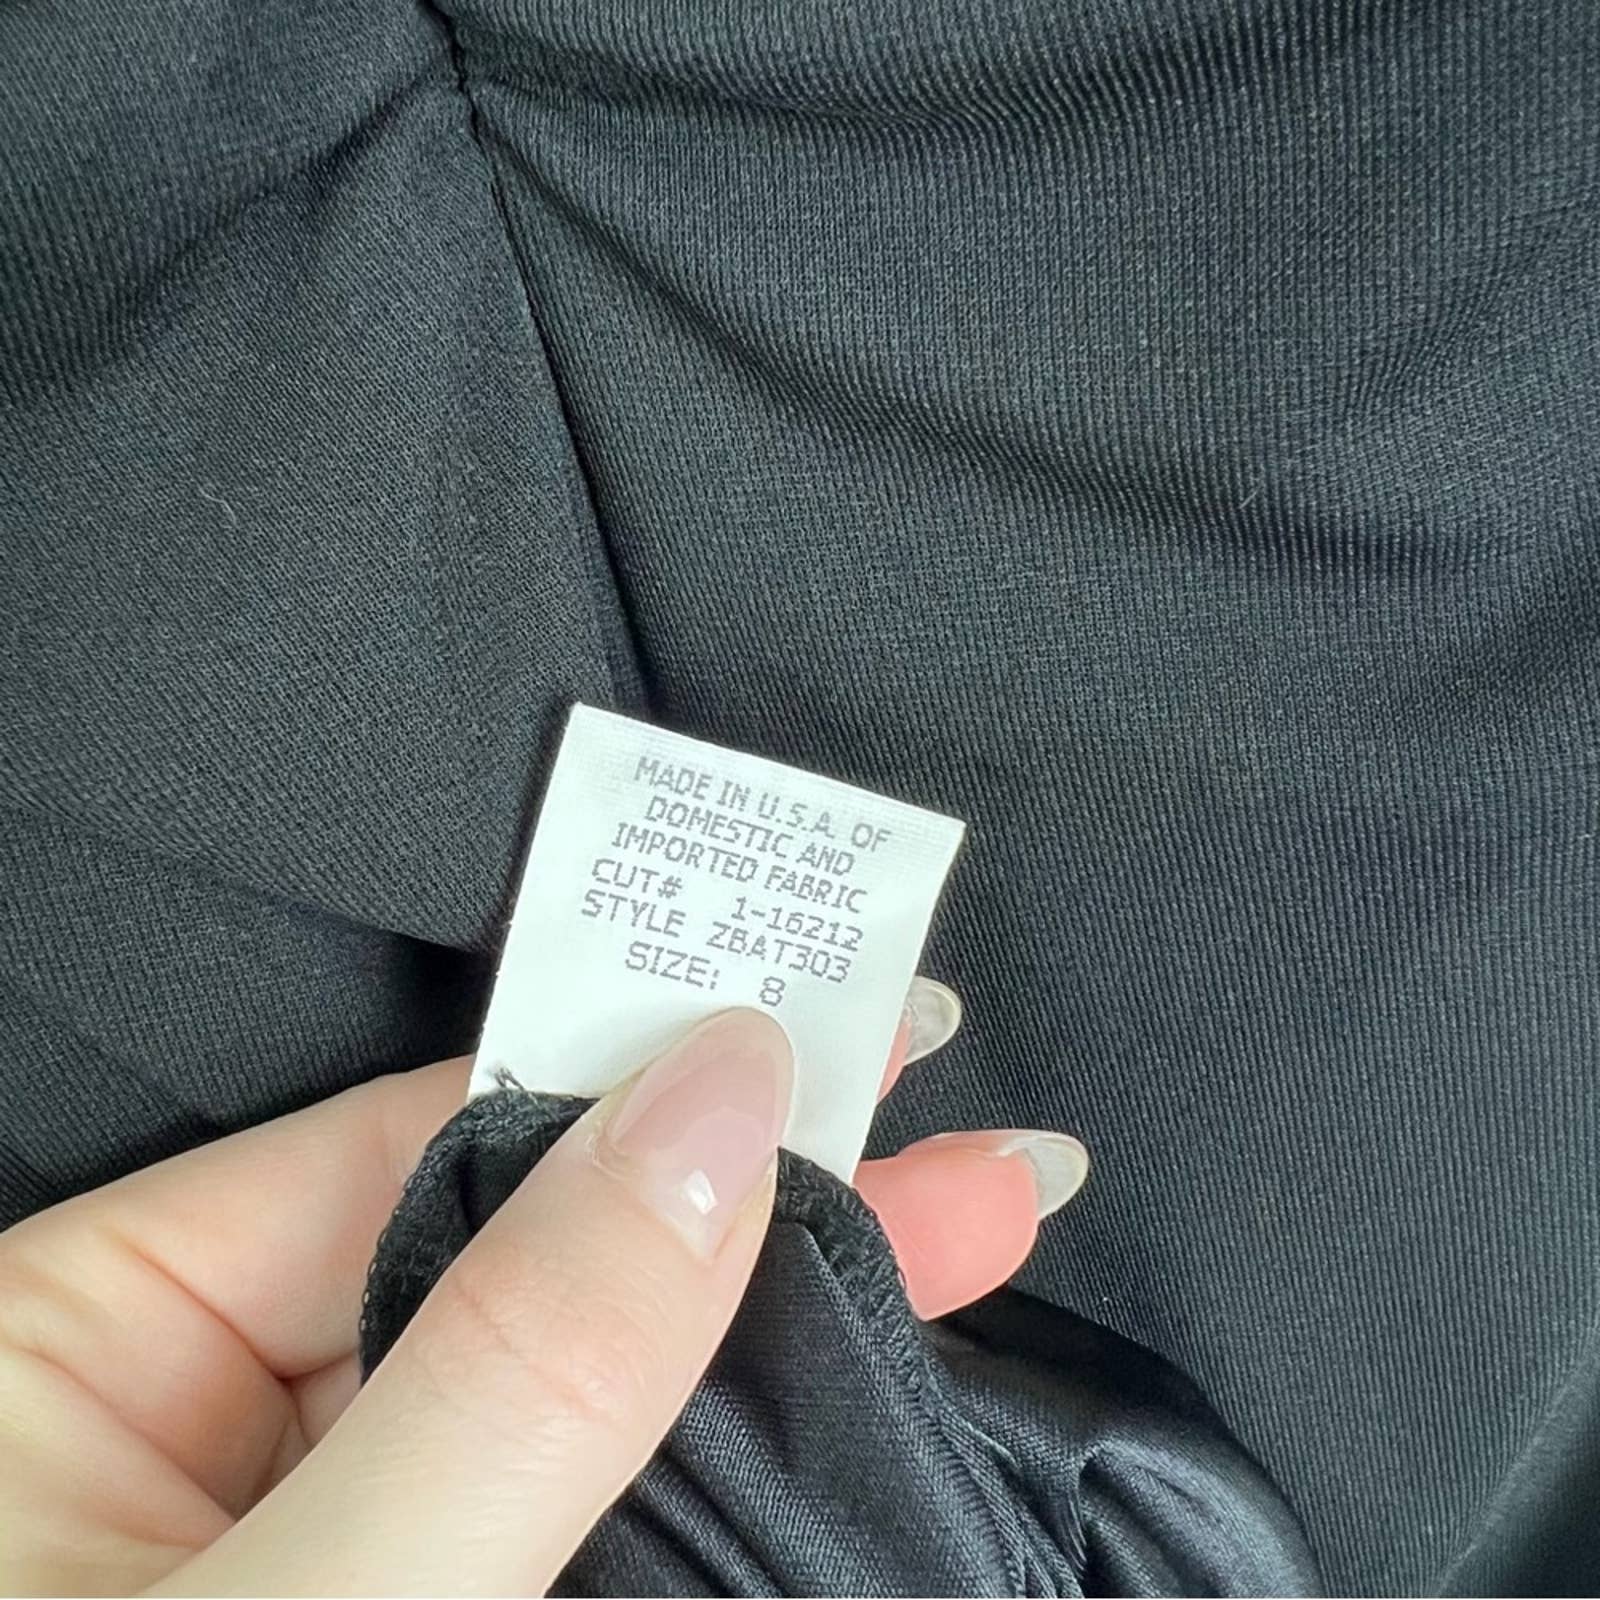 MADE IN U.S.A. OF
DOMESTIC AND
IMPORTED FABRIC
CUT# 1-16212
STYLE ZBAT303
SIZE: 8